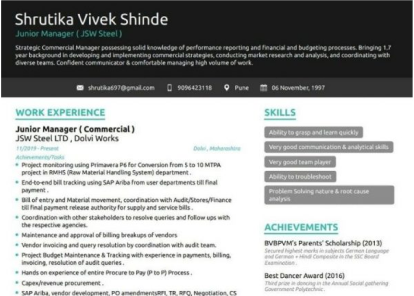 Shrutika Vivek Shinde
Junior Manager ( JSW Steel )
Strategic Commercial Manager possessing solid knowledge of performance reporting and financial and budgeting processes. Bringing 1.7
year background in developing and implementing commercial strategies, conducting market research and analysis, and coordinating with
diverse teams. Confident communicator & comfortable managing high volume of work.
shrutika697@gmail.com 9096423118 Pune 06 November, 1997
WORK EXPERIENCE
Junior Manager ( Commercial )
JSW Steel LTD , Dolvi Works
11/2019 - Present Dolvi , Maharashtra
Achievements/Tasks
Project monitoring using Primavera P6 for Conversion from 5 to 10 MTPA
project in RMHS (Raw Material Handling System) department .
End-to-end bill tracking using SAP Ariba from user departments till final
payment .
Bill of entry and Material movement, coordination with Audit/Stores/Finance
till final payment release authority for supply and service bills .
Coordination with other stakeholders to resolve queries and follow ups with
the respective agencies.
Maintenance and approval of billing breakups of vendors
Vendor invoicing and query resolution by coordination with audit team.
Project Budget Maintenance & Tracking with experience in payments, billing,
invoicing, resolution of audit queries .
Hands on experience of entire Procure to Pay (P to P) Process .
Capex/revenue procurement .
SAP Ariba, vendor development, PO amendmentsRFI, TR, RFQ, Negotiation, CS
SKILLS
Ability to grasp and learn quickly
Very good communication & analytical skills
Very good team player
Ability to troubleshoot
Problem Solving nature & root cause
analysis
ACHIEVEMENTS
BVBPVM's Parents' Scholarship (2013)
Secured highest marks in subjects German Language
and German + Hindi Composite in the SSC Board
Examination .
Best Dancer Award (2016)
Third prize in dancing in the Annual Social gathering
Government Polytechnic.